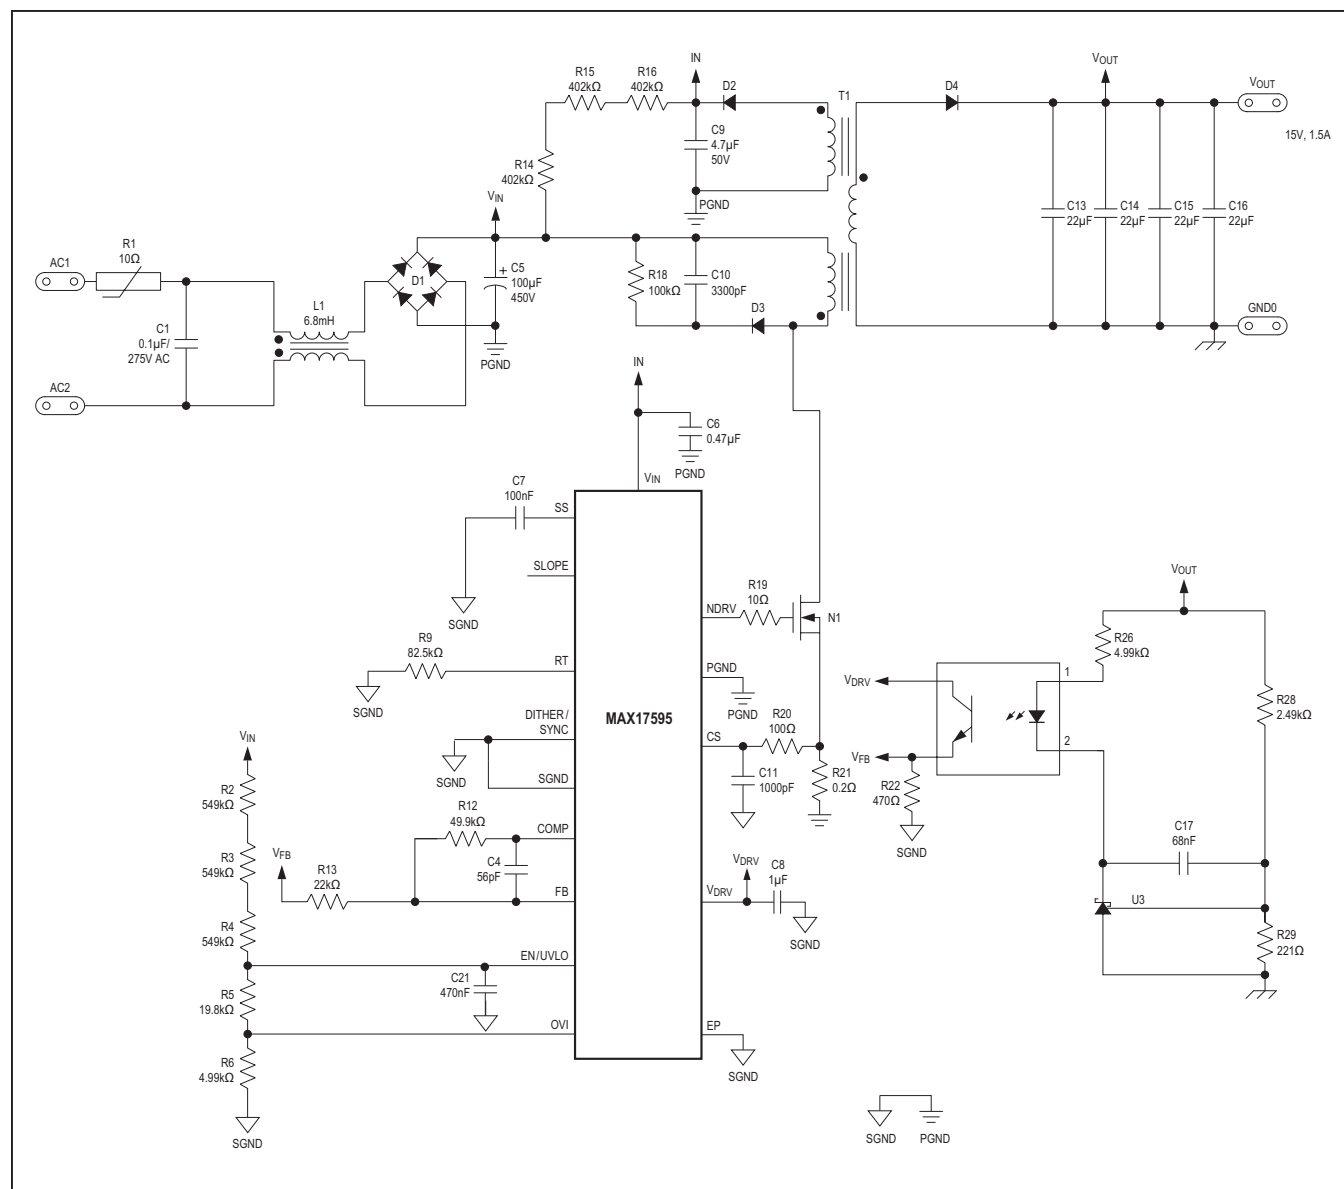 R15
402kΩ
R16
402kΩ
IN
D2
T1
D4
VOUT
VOUT
15V, 1.5A
C9
4.7µF
50V
R14
402kΩ
VIN
PGND
C13
22µF
C14
22µF
C15
22µF
C16
22µF
AC1
R1
10Ω
D1
C5
100µF
450V
R18
100kΩ
C10
3300pF
D3
GND0
L1
6.8mH
C1
0.1µF/
275V AC
PGND
AC2
IN
C6
0.47µF
PGND
VIN
C7
100nF
SS
SLOPE
SGND
NDRV
R19
10Ω
N1
VOUT
R9
82.5kΩ
RT
SGND
R26
4.99kΩ
PGND
PGND
VDRV
1
R28
2.49kΩ
MAX17595
DITHER /
SYNC
SGND
SGND
CS
R20
100Ω
C11
1000pF
R21
0.2Ω
VFB
2
R22
470Ω
SGND
VIN
R2
549kΩ
R12
49.9kΩ
COMP
C4
56pF
VFB
R13
22kΩ
FB
R3
549kΩ
VDRV
VDRV
C8
1µF
SGND
C17
68nF
U3
R29
221Ω
R4
549kΩ
EN/UVLO
C21
470nF
R5
19.8kΩ
OVI
EP
SGND
R6
4.99kΩ
SGND
SGND
PGND